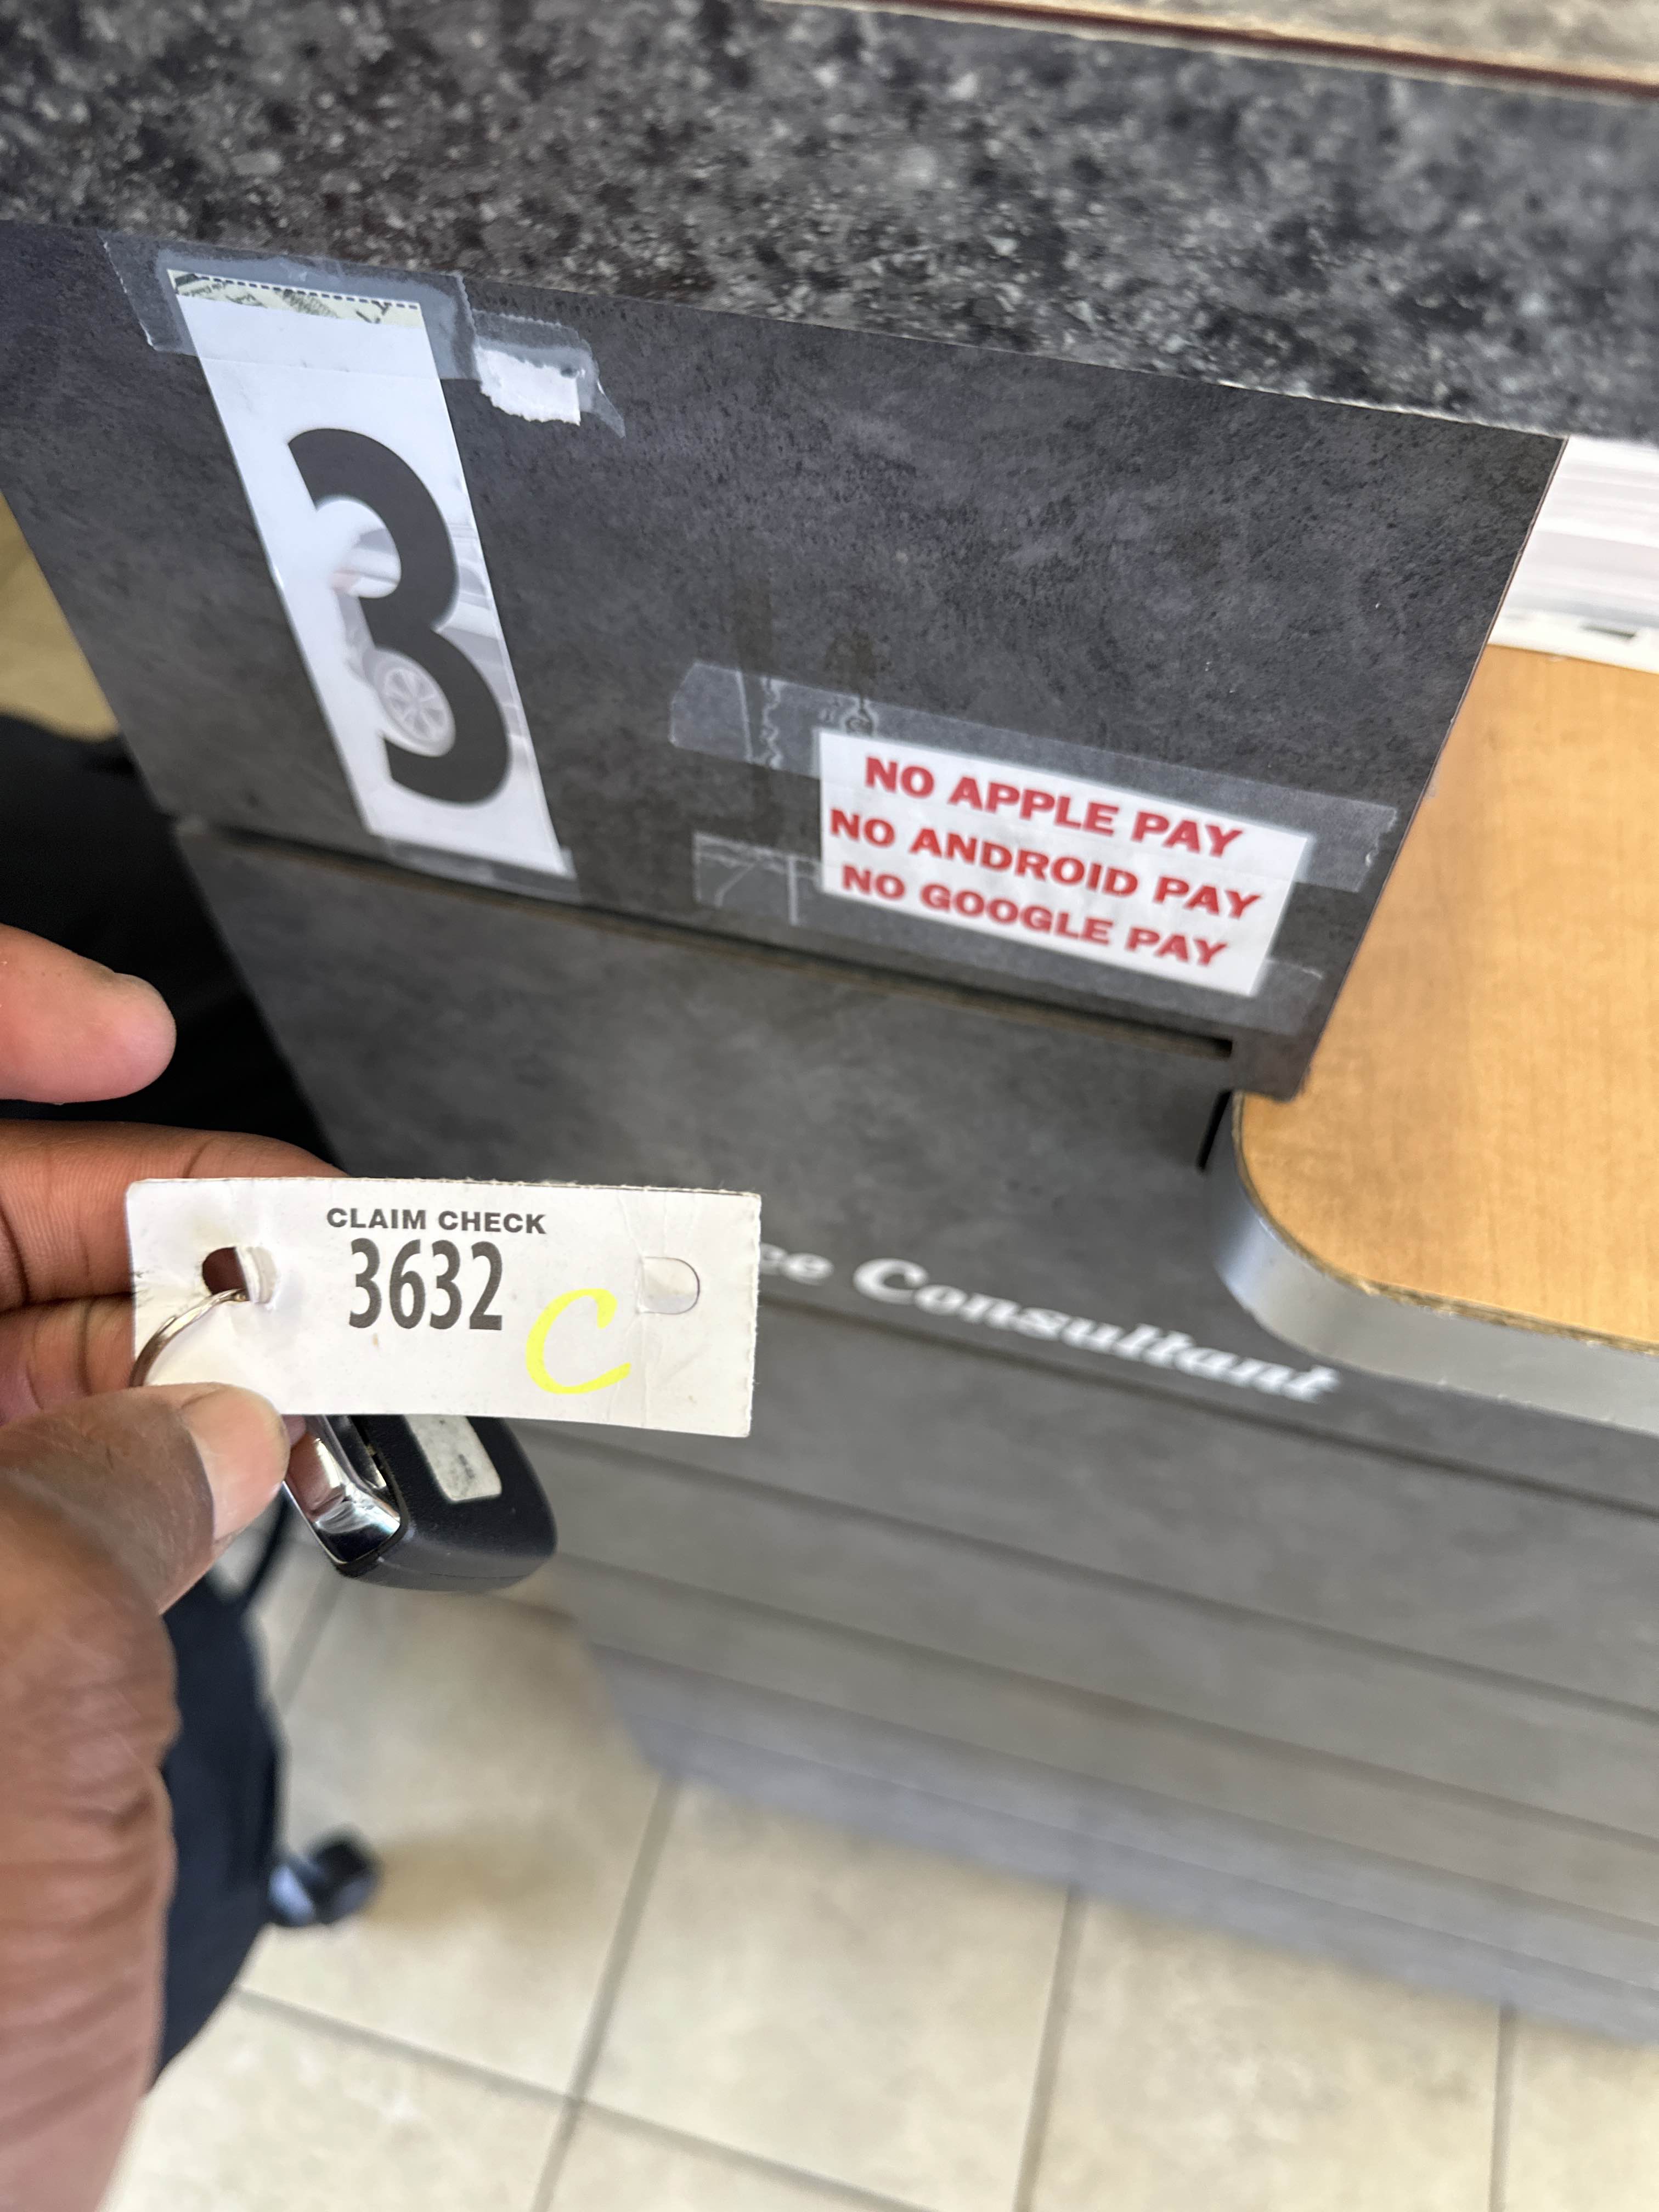 3
NO APPLE PAY
NO ANDROID PAY
NO GOOGLE PAY
CLAIM CHECK
3632
C
Consultant